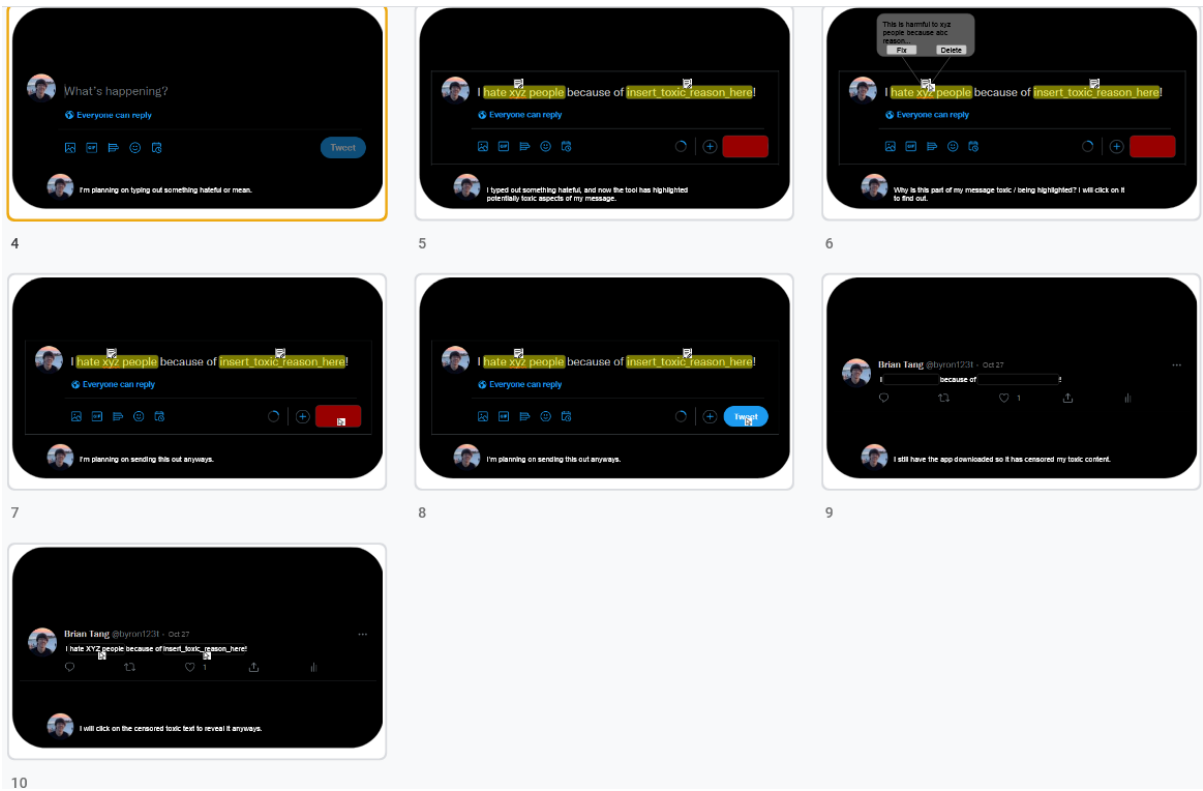 What's happening?
Everyone can reply
GIF
Tweet
I'm planning on typing out something hateful or mean.
4
I hate xyz people because of insert_toxic_reason_here!
Everyone can reply
GIF
I typed out something hateful, and now the tool has highlighted
potentially toxic aspects of my message.
5
This is harmful to xyz
people because abc
reason...
Fix Delete
I hate xyz people because of insert_toxic_reason_here!
Everyone can reply
GIF
Why is this part of my message toxic / being highlighted? I will click on it
to find out.
6
I hate xyz people because of insert_toxic_reason_here!
Everyone can reply
GIF
I'm planning on sending this out anyways.
7
I hate xyz people because of insert_toxic_reason_here!
Everyone can reply
GIF
Tweet
I'm planning on sending this out anyways.
8
Brian Tang @byron123t · Oct 27
I because of !
1
I still have the app downloaded so it has censored my toxic content.
9
Brian Tang @byron123t · Oct 27
I hate XYZ people because of insert_toxic_reason_here!
1
I will click on the censored toxic text to reveal it anyways.
10